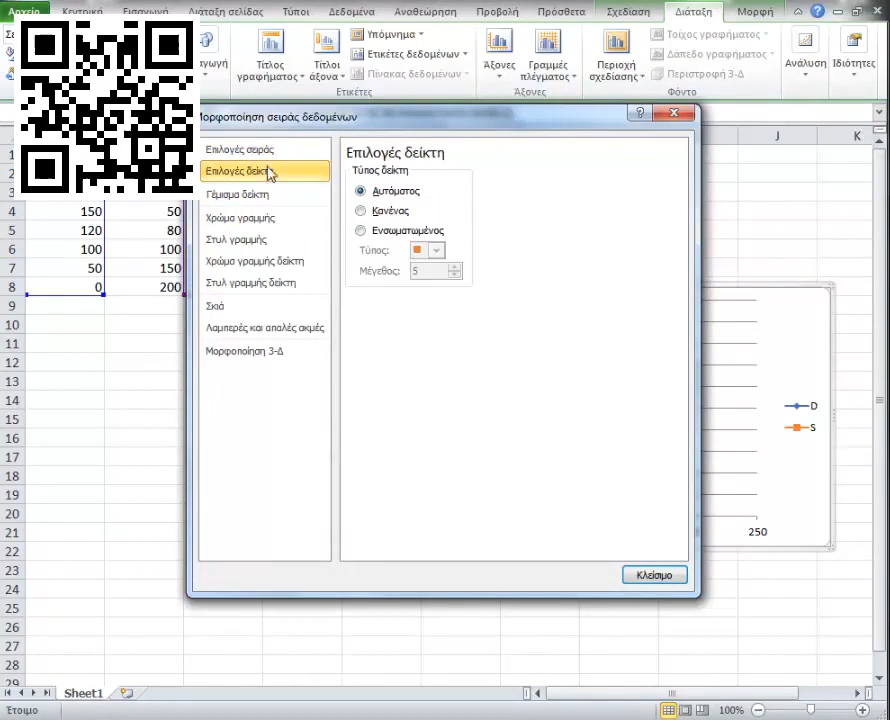 Αρχείο Κεντρική Εισαγωγή Διάταξη σελίδας Τύποι Δεδομένα Αναθεώρηση Προβολή Πρόσθετα Σχεδίαση Διάταξη Μορφή
Τίτλος γραφήματος Τίτλοι άξονα Υπόμνημα Ετικέτες δεδομένων Πίνακας δεδομένων
Άξονες Γραμμές πλέγματος
Περιοχή σχεδίασης Τοίχος γραφήματος Δάπεδο γραφήματος Περιστροφή 3-Δ
Ανάλυση Ιδιότητες
Ετικέτες Άξονες Φόντο
Μορφοποίηση σειράς δεδομένων
J K
Επιλογές σειράς
Επιλογές δείκτη
Γέμισμα δείκτη
Χρώμα γραμμής
Στυλ γραμμής
Χρώμα γραμμής δείκτη
Στυλ γραμμής δείκτη
Σκιά
Λαμπερές και απαλές ακμές
Μορφοποίηση 3-Δ
Επιλογές δείκτη
Τύπος δείκτη
Αυτόματος
Κανένας
Ενσωματωμένος
Τύπος:
Μέγεθος: 5
Κλείσιμο
1
2
3
4 150 50
5 120 80
6 100 100
7 50 150
8 0 200
9
10
11
12
13
14
15
16
17
18
19
20
21
22
23
24
25
26
27
28
29
D
S
250
Sheet1
Έτοιμο 100%